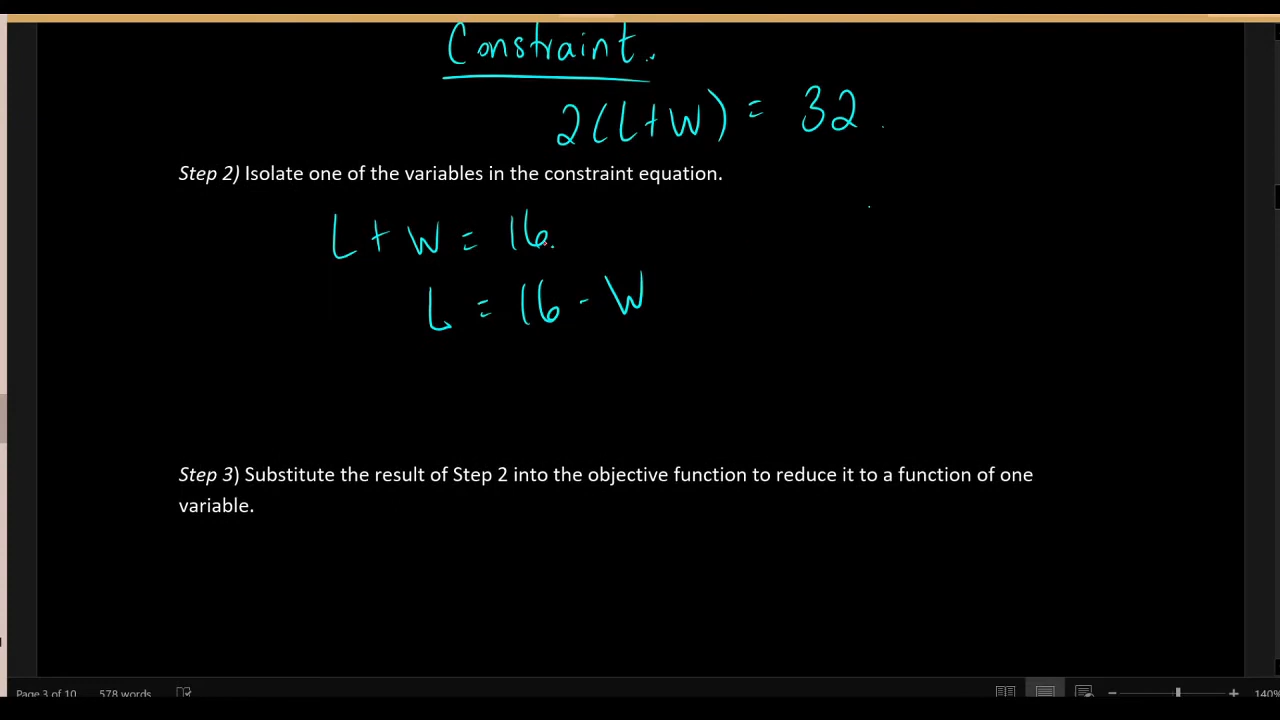 Constraint.
2(L+W) = 32
Step 2) Isolate one of the variables in the constraint equation.
L + W = 16.
L = 16 - W
Step 3) Substitute the result of Step 2 into the objective function to reduce it to a function of one
variable.
Page 3 of 10 578 words 140%